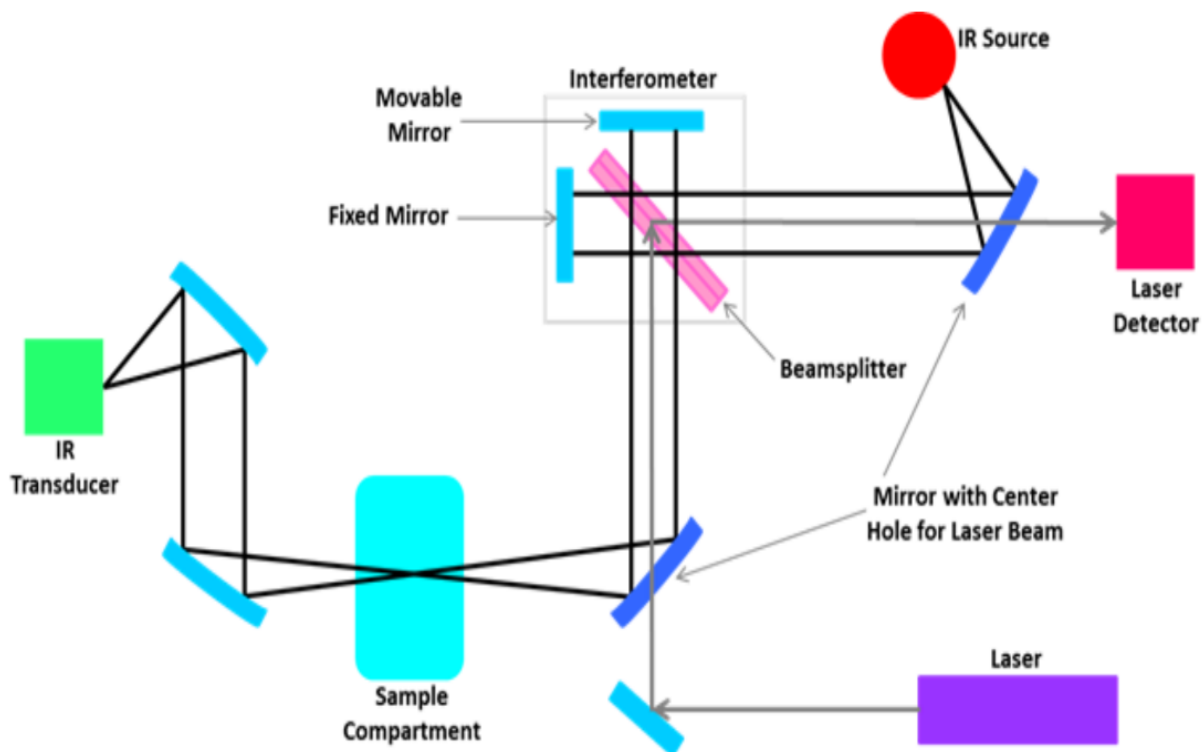 IR Source
Interferometer
Movable
Mirror
Fixed Mirror
Laser
Detector
Beamsplitter
IR
Transducer
Mirror with Center
Hole for Laser Beam
Sample
Compartment
Laser